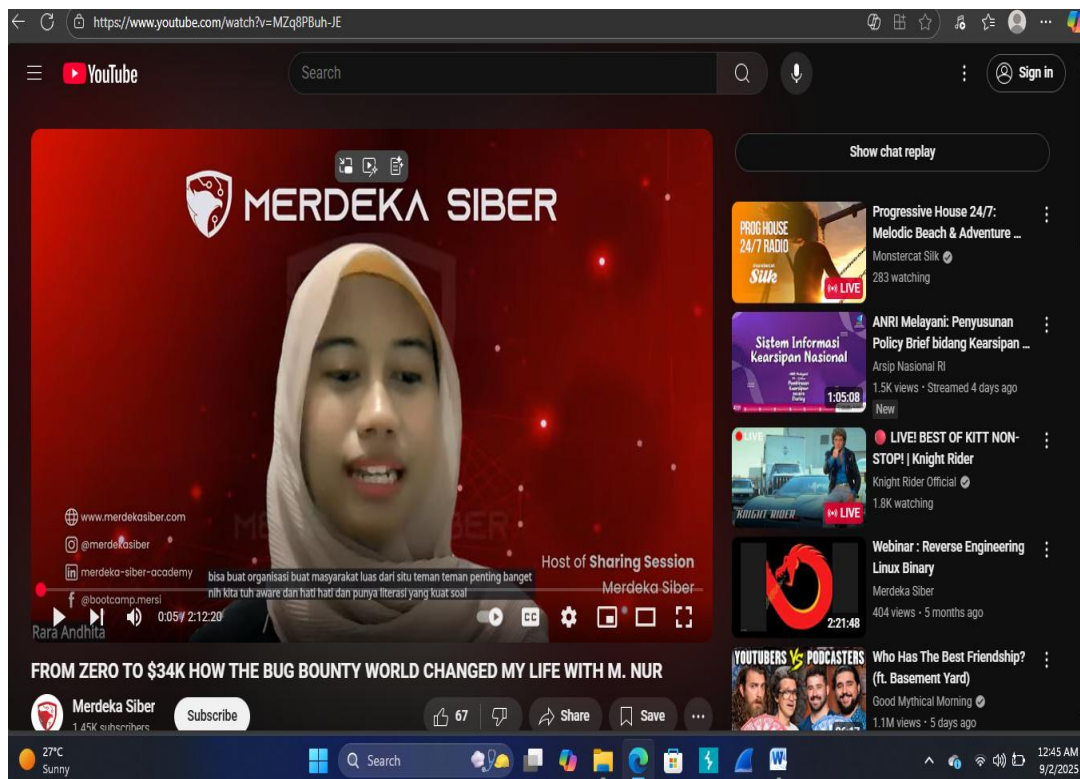 https://www.youtube.com/watch?v=MZq8PBuh-JE
YouTube
Search
Sign in
MERDEKA SIBER
www.merdekasiber.com
@merdekasiber
merdeka-siber-academy
@bootcamp.mersi
bisa buat organisasi buat masyarakat luas dari situ teman teman penting banget
nih kita tuh aware dan hati hati dan punya literasi yang kuat soal
Host of Sharing Session
Merdeka Siber
0:05 / 2:12:20
CC
Rara Andhita
FROM ZERO TO $34K HOW THE BUG BOUNTY WORLD CHANGED MY LIFE WITH M. NUR
Merdeka Siber
1.45K subscribers
Subscribe
67
Share
Save
Show chat replay
PROG HOUSE
24/7 RADIO
Silk
LIVE
Progressive House 24/7:
Melodic Beach & Adventure ...
Monstercat Silk
283 watching
Sistem Informasi
Kearsipan Nasional
1:05:08
ANRI Melayani: Penyusunan
Policy Brief bidang Kearsipan ...
Arsip Nasional RI
1.5K views • Streamed 4 days ago
New
LIVE
KNIGHT RIDER
LIVE
LIVE! BEST OF KITT NON-
STOP! | Knight Rider
Knight Rider Official
1.8K watching
2:21:48
Webinar : Reverse Engineering
Linux Binary
Merdeka Siber
404 views • 5 months ago
YOUTUBERS VS PODCASTERS
Who Has The Best Friendship?
(ft. Basement Yard)
Good Mythical Morning
1.1M views • 5 days ago
27°C
Sunny
Search
12:45 AM
9/2/2025